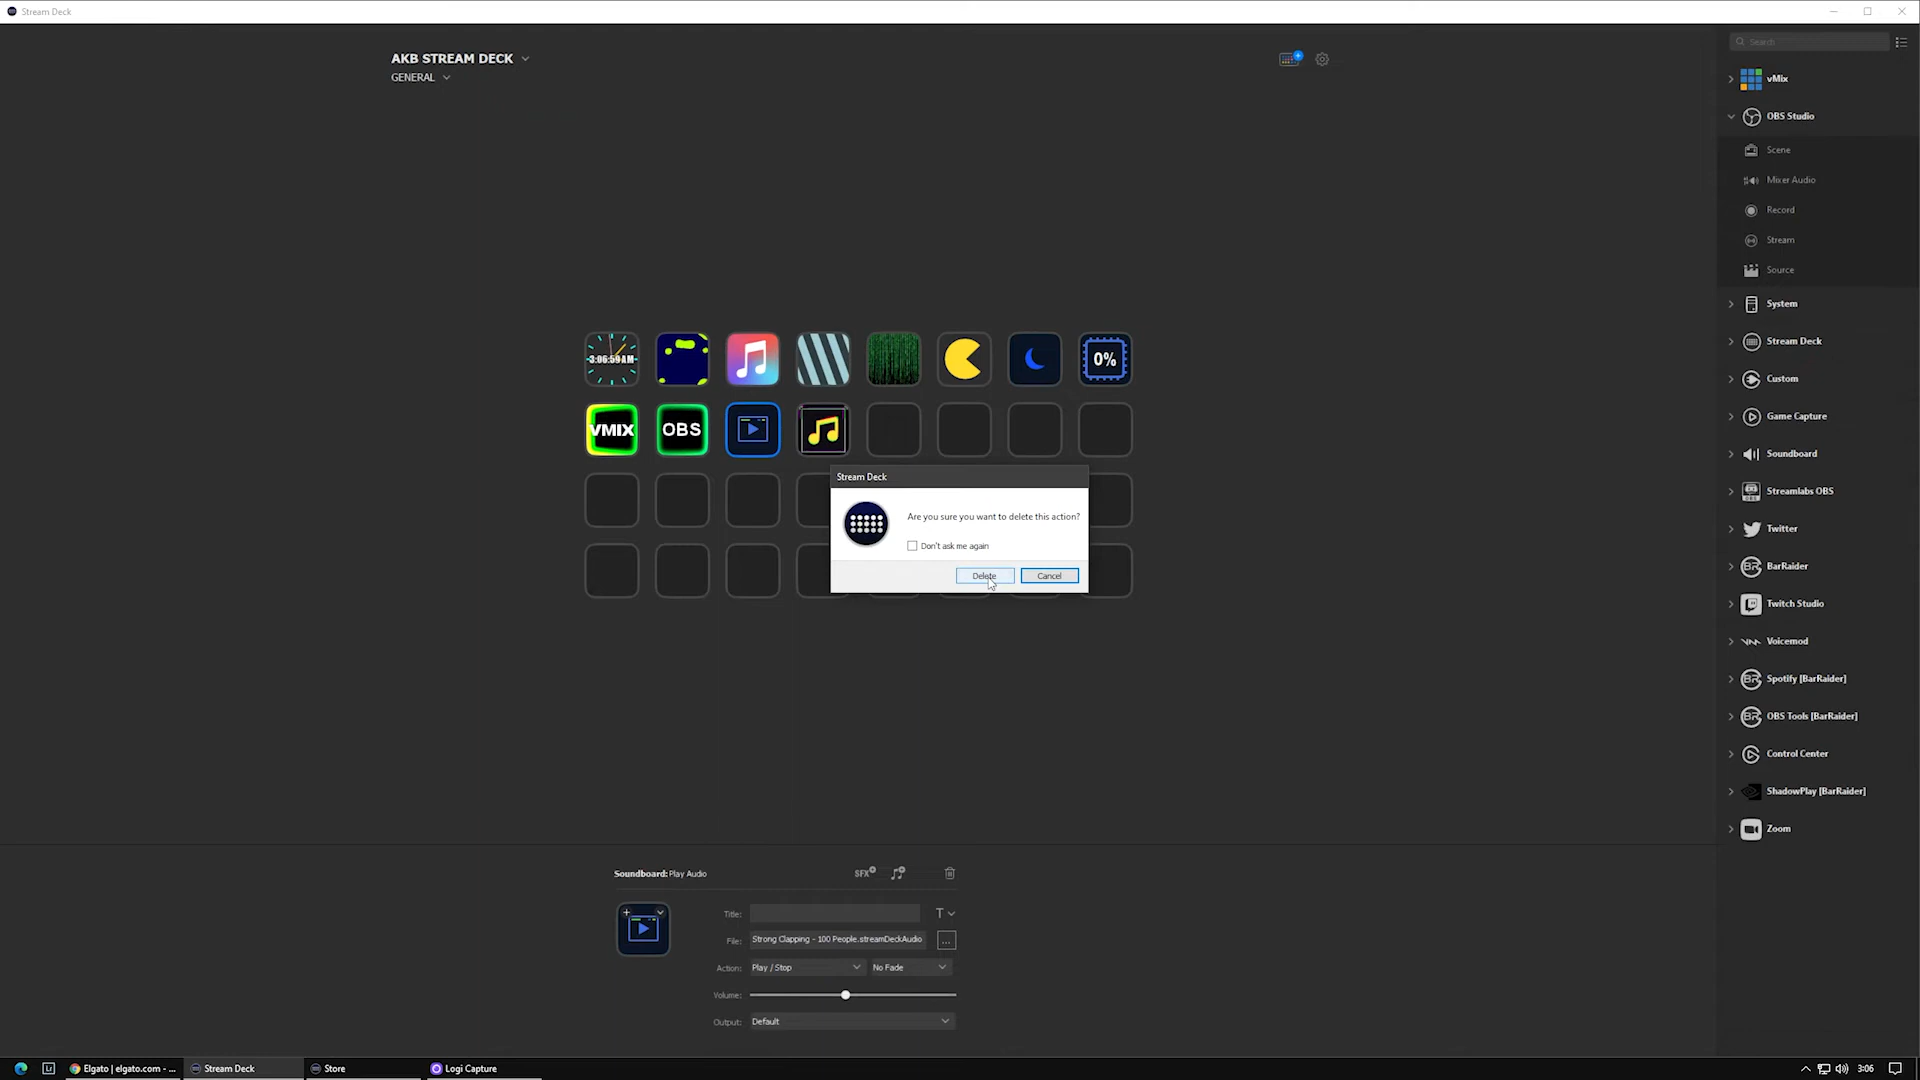 Stream Deck
AKB STREAM DECK
GENERAL
Search
vMix
OBS Studio
Scene
Mixer Audio
Record
Stream
Source
System
Stream Deck
Custom
Game Capture
Soundboard
Streamlabs OBS
Twitter
BarRaider
Twitch Studio
Voicemod
Spotify [BarRaider]
OBS Tools [BarRaider]
Control Center
ShadowPlay [BarRaider]
Zoom
3:06:59 AM
0%
VMIX
OBS
Stream Deck
Are you sure you want to delete this action?
Don't ask me again
Delete
Cancel
Soundboard: Play Audio
SFX
Title:
T
File: Strong Clapping - 100 People.streamDeckAudio ...
Action: Play / Stop No Fade
Volume:
Output: Default
Elgato | elgato.com - ...
Stream Deck
Store
Logi Capture
3:06